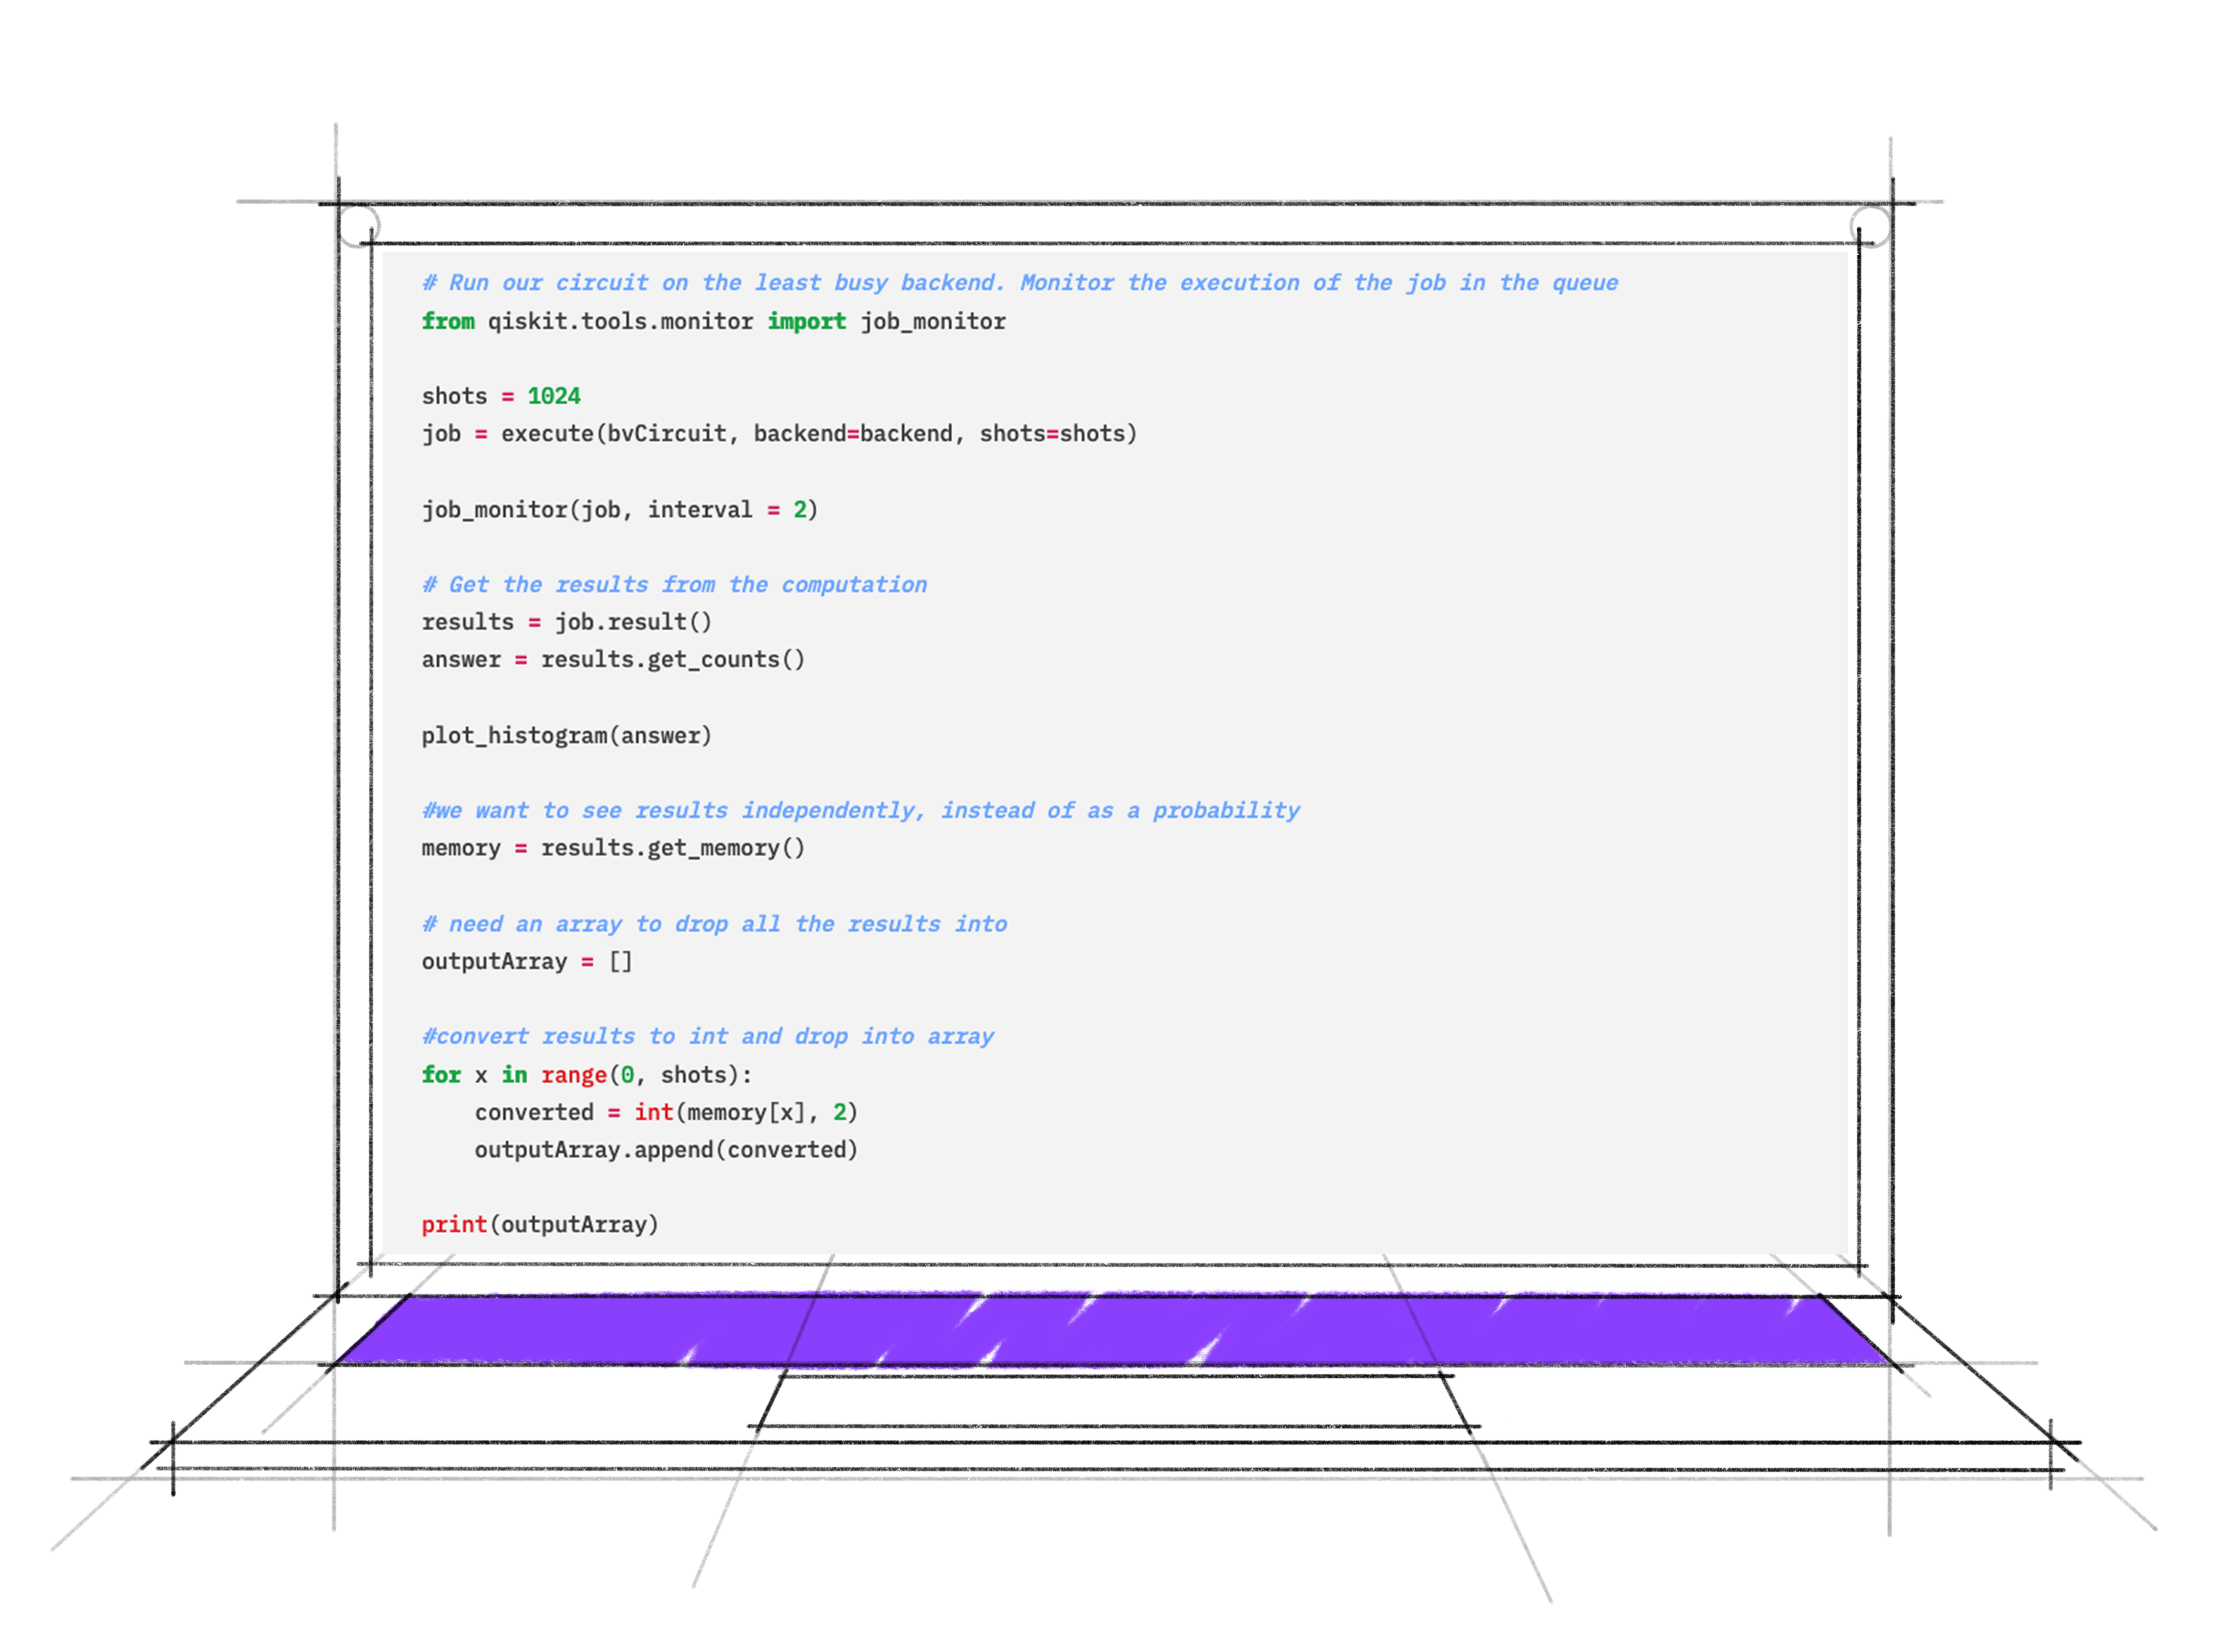 # Run our circuit on the least busy backend. Monitor the execution of the job in the queue
from qiskit.tools.monitor import job_monitor
shots = 1024
job = execute(bvCircuit, backend=backend, shots=shots)
job_monitor(job, interval = 2)
# Get the results from the computation
results = job.result()
answer = results.get_counts()
plot_histogram(answer)
#we want to see results independently, instead of as a probability
memory = results.get_memory()
# need an array to drop all the results into
outputArray = []
#convert results to int and drop into array
for x in range(0, shots):
    converted = int(memory[x], 2)
    outputArray.append(converted)
print(outputArray)